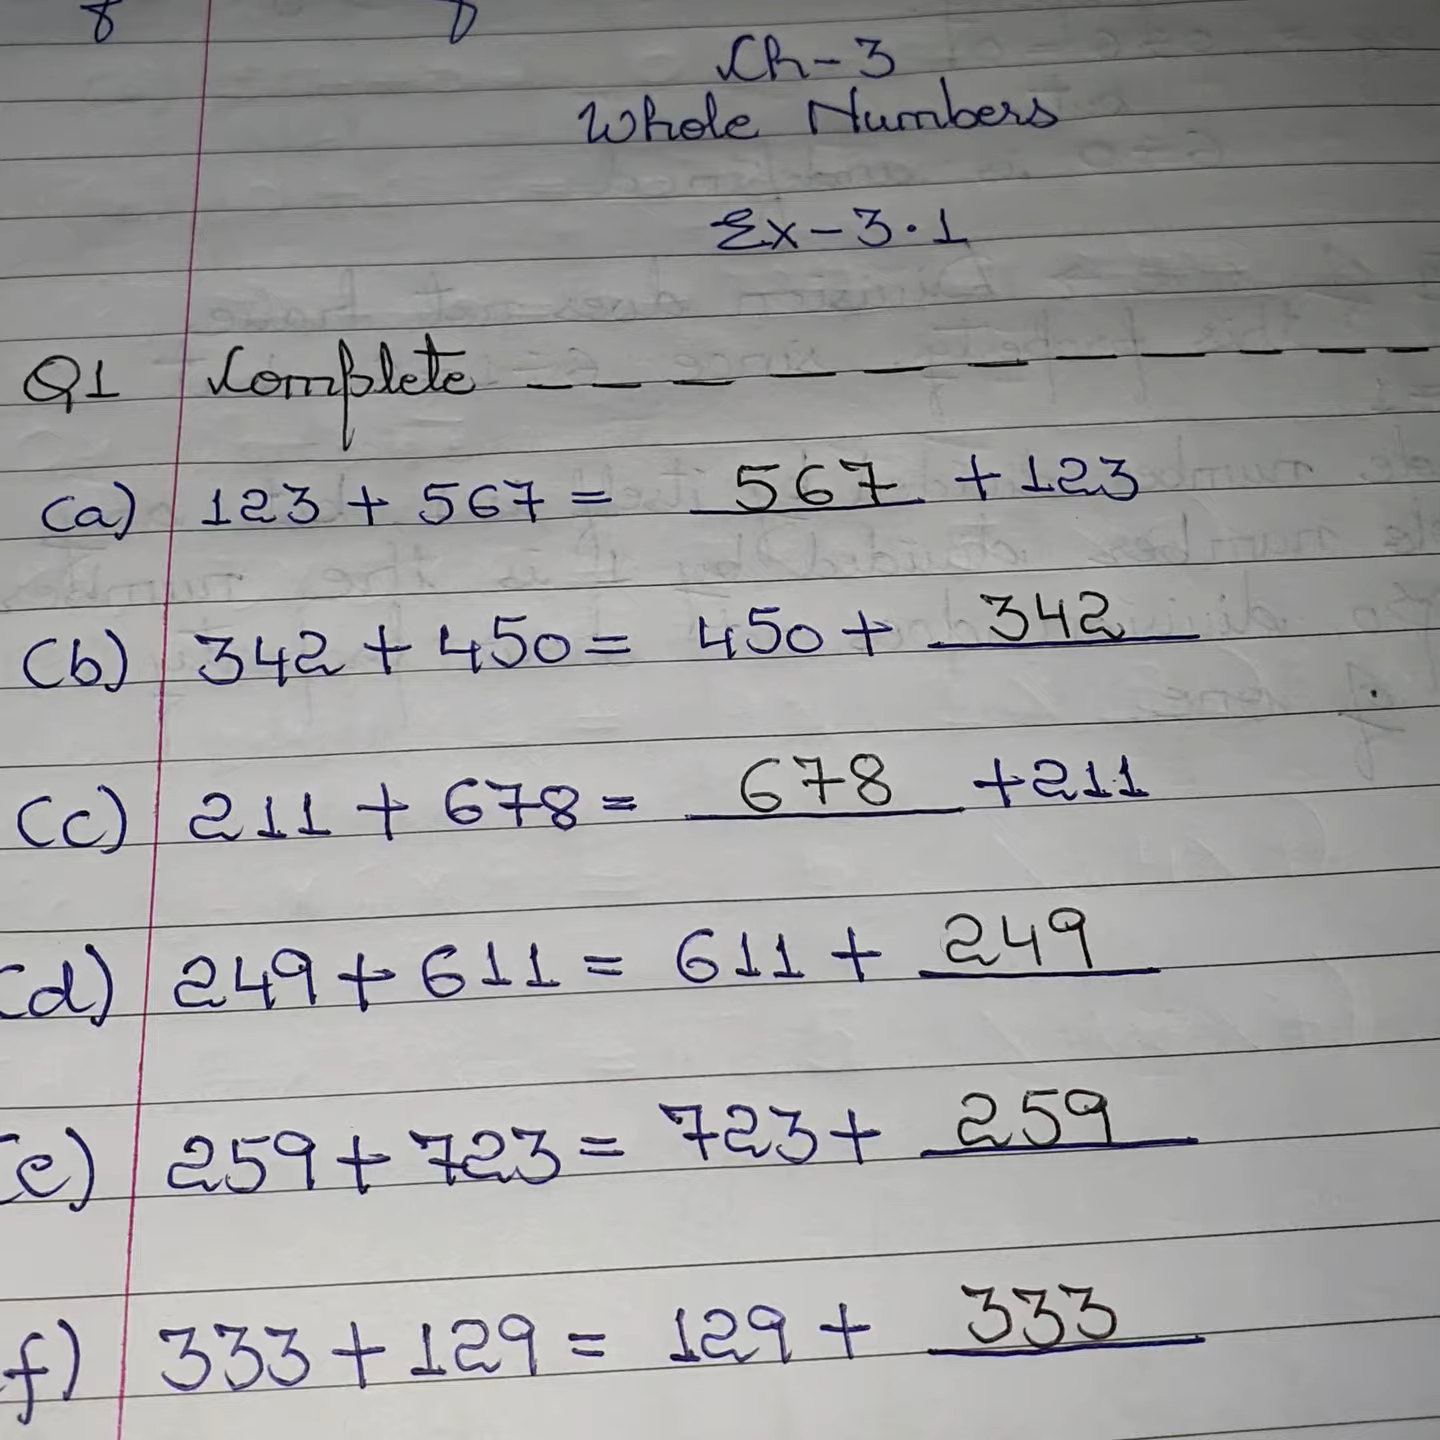 Ch-3
Whole Numbers
Ex-3.1
Q1 Complete - - - - - - - - - - -
(a) 123 + 567 = 567 + 123
(b) 342 + 450 = 450 + 342
(c) 211 + 678 = 678 + 211
(d) 249 + 611 = 611 + 249
(e) 259 + 723 = 723 + 259
f) 333 + 129 = 129 + 333